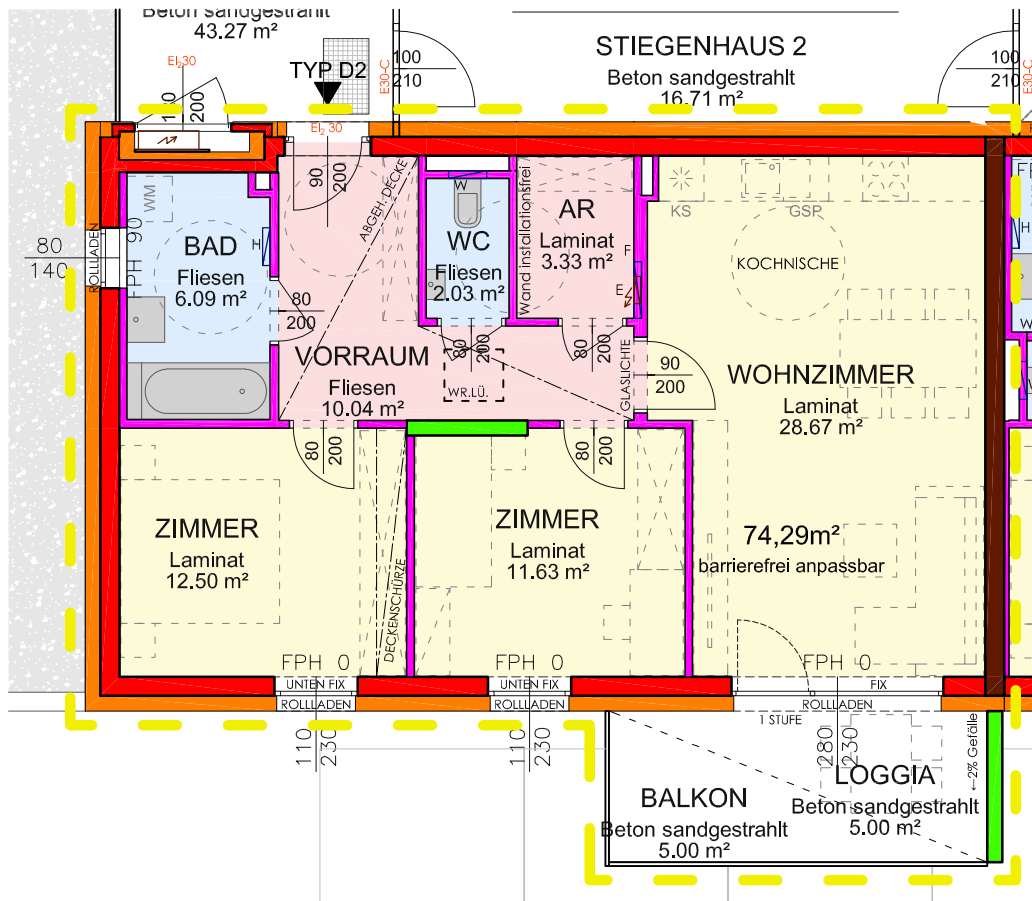 Beton sandgestrahlt
43.27 m²
EI₂30
TYP D2
100
210
E30-C
STIEGENHAUS 2
Beton sandgestrahlt
16.71 m²
100
210
E30-C
200
EI₂ 30
90
200
ABGEH. DECKE
80
140
ROLLLADEN
FPH 90
WM
BAD
Fliesen
6.09 m²
H
80
200
W
WC
Fliesen
2.03 m²
Wand installationsfrei
AR
Laminat
3.33 m²
F
E
KS
GSP
KOCHNISCHE
H
W
VORRAUM
Fliesen
10.04 m²
80
200
WR.LÜ.
80
200
GLASLICHTE
90
200
WOHNZIMMER
Laminat
28.67 m²
80
200
80
200
ZIMMER
Laminat
12.50 m²
DECKENSCHÜRZE
ZIMMER
Laminat
11.63 m²
74,29m²
barrierefrei anpassbar
FPH 0
UNTEN FIX
ROLLLADEN
FPH 0
UNTEN FIX
ROLLLADEN
FPH 0
FIX
ROLLLADEN
1 STUFE
110
230
110
230
280
230
←2% Gefälle
LOGGIA
Beton sandgestrahlt
5.00 m²
BALKON
Beton sandgestrahlt
5.00 m²